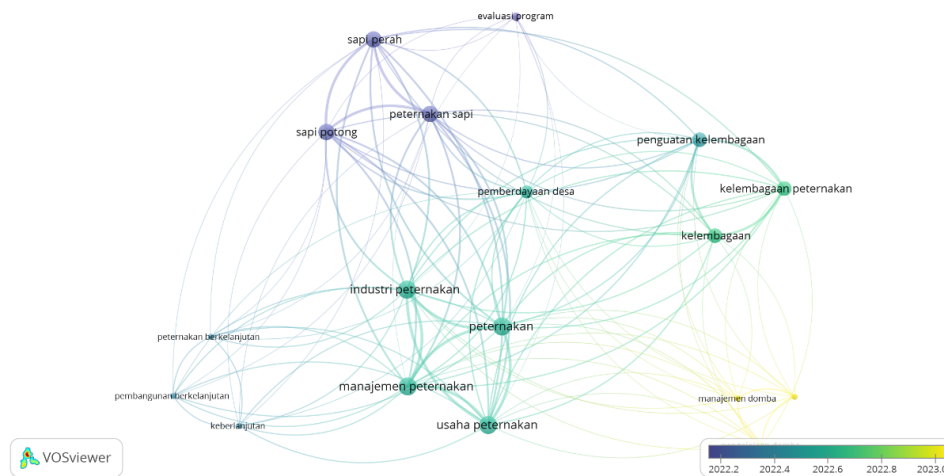 evaluasi program
sapi perah
peternakan sapi
sapi potong
penguatan kelembagaan
pemberdayaan desa
kelembagaan peternakan
kelembagaan
industri peternakan
peternakan
peternakan berkelanjutan
manajemen peternakan
pembangunan berkelanjutan
manajemen domba
keberlanjutan
usaha peternakan
VOSviewer
2022.2 2022.4 2022.6 2022.8 2023.0